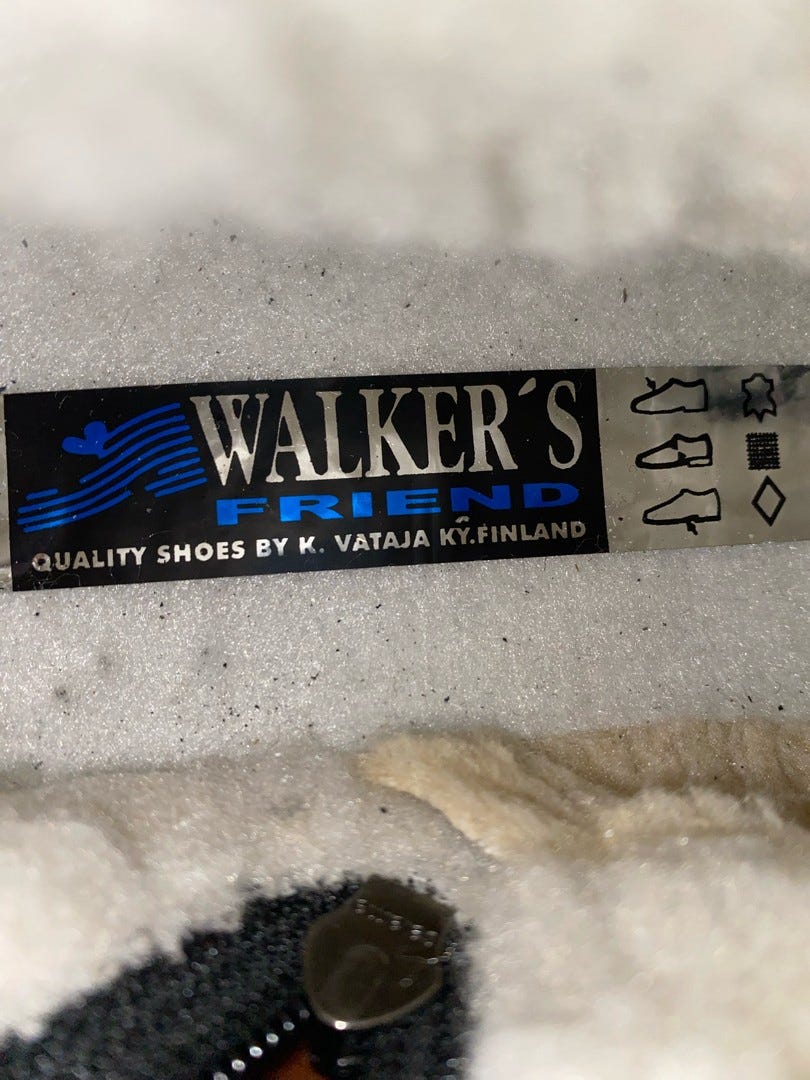 WALKER´S
FRIEND
QUALITY SHOES BY K. VATAJA KY.FINLAND